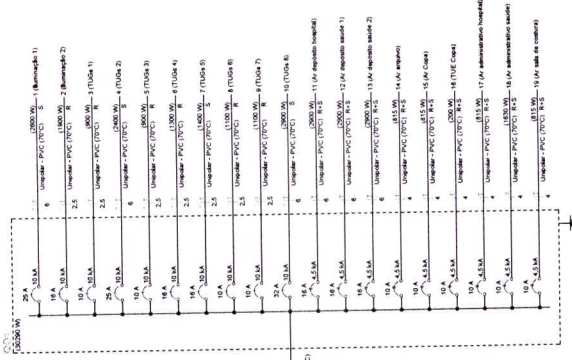 QD1
(30290 W)
25 A 10 kA 6 Unipolar - PVC (70°C) (2600 W) S 1 (Iluminação 1)
16 A 10 kA 2,5 Unipolar - PVC (70°C) R 2 (Iluminação 2)
10 A 10 kA 2,5 Unipolar - PVC (70°C) (900 W) R 3 (TUGs 1)
25 A 10 kA 6 Unipolar - PVC (70°C) (2400 W) S 4 (TUGs 2)
10 A 10 kA 2,5 Unipolar - PVC (70°C) (900 W) R 5 (TUGs 3)
16 A 10 kA 2,5 Unipolar - PVC (70°C) (1300 W) R 6 (TUGs 4)
16 A 10 kA 2,5 Unipolar - PVC (70°C) (1400 W) S 7 (TUGs 5)
10 A 10 kA 2,5 Unipolar - PVC (70°C) (1100 W) R 8 (TUGs 6)
10 A 10 kA 2,5 Unipolar - PVC (70°C) (1100 W) R 9 (TUGs 7)
32 A 10 kA 6 Unipolar - PVC (70°C) S 10 (TUGs 8)
16 A 4,5 kA 6 Unipolar - PVC (70°C) (2900 W) R+S 11 (Ar depósito hospital)
16 A 4,5 kA 6 Unipolar - PVC (70°C) (2900 W) R+S 12 (Ar depósito saúde 1)
16 A 4,5 kA 6 Unipolar - PVC (70°C) (2900 W) R+S 13 (Ar depósito saúde 2)
10 A 4,5 kA 4 Unipolar - PVC (70°C) (815 W) R+S 14 (Ar arquivo)
10 A 4,5 kA 4 Unipolar - PVC (70°C) (815 W) R+S 15 (Ar Copa)
10 A 4,5 kA 4 Unipolar - PVC (70°C) R+S 16 (TUE Copa)
10 A 4,5 kA 4 Unipolar - PVC (70°C) (815 W) R+S 17 (Ar administrativo hospital)
10 A 4,5 kA 4 Unipolar - PVC (70°C) (1630 W) R+S 18 (Ar administrativo saúde)
10 A 4,5 kA 4 Unipolar - PVC (70°C) (815 W) R+S 19 (Ar sala de costura)